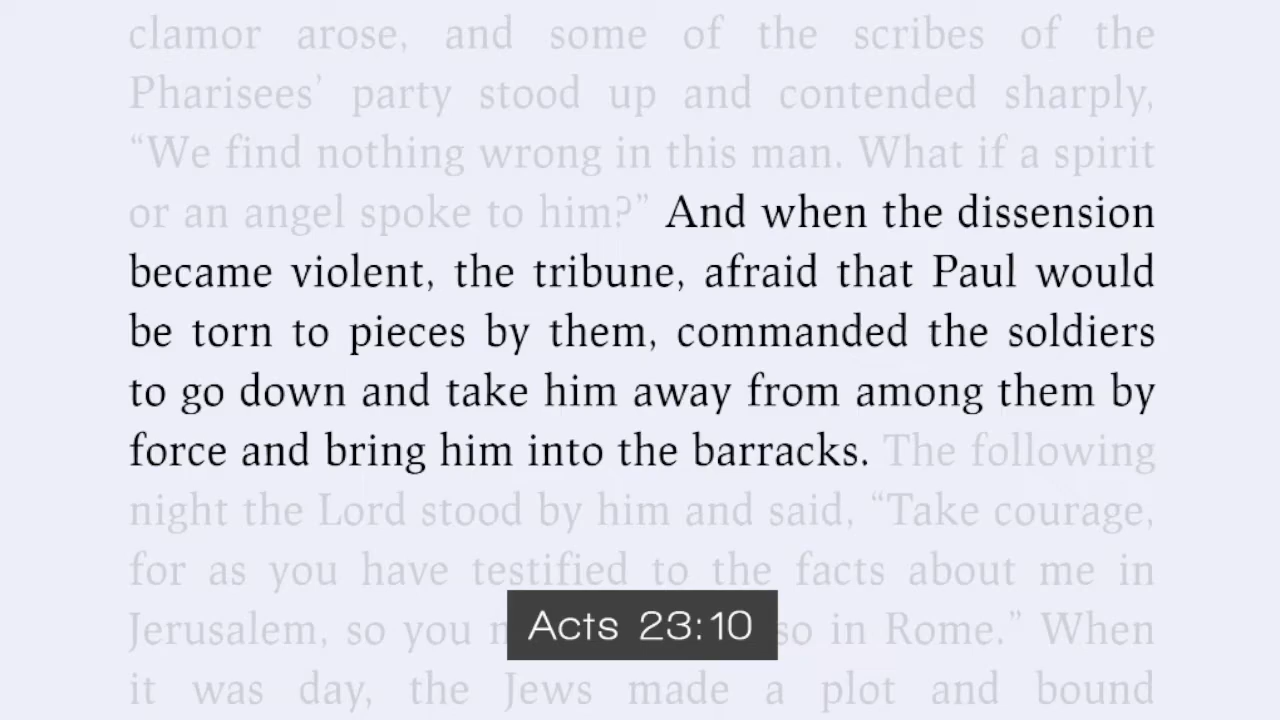 clamor arose, and some of the scribes of the
Pharisees’ party stood up and contended sharply,
“We find nothing wrong in this man. What if a spirit
or an angel spoke to him?” And when the dissension
became violent, the tribune, afraid that Paul would
be torn to pieces by them, commanded the soldiers
to go down and take him away from among them by
force and bring him into the barracks. The following
night the Lord stood by him and said, “Take courage,
for as you have testified to the facts about me in
Jerusalem, so you so in Rome.” When
Acts 23:10
it was day, the Jews made a plot and bound